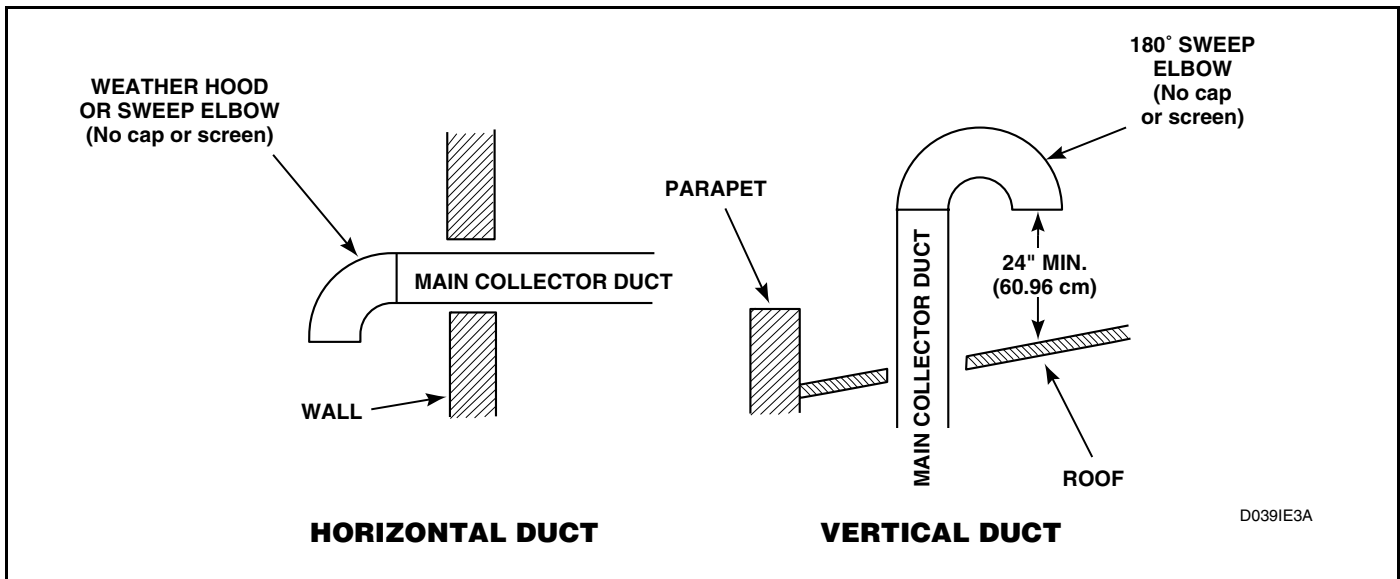 WEATHER HOOD
OR SWEEP ELBOW
(No cap or screen)
MAIN COLLECTOR DUCT
WALL
HORIZONTAL DUCT
180˚ SWEEP
ELBOW
(No cap
or screen)
PARAPET
MAIN COLLECTOR DUCT
24" MIN.
(60.96 cm)
ROOF
VERTICAL DUCT
D039IE3A